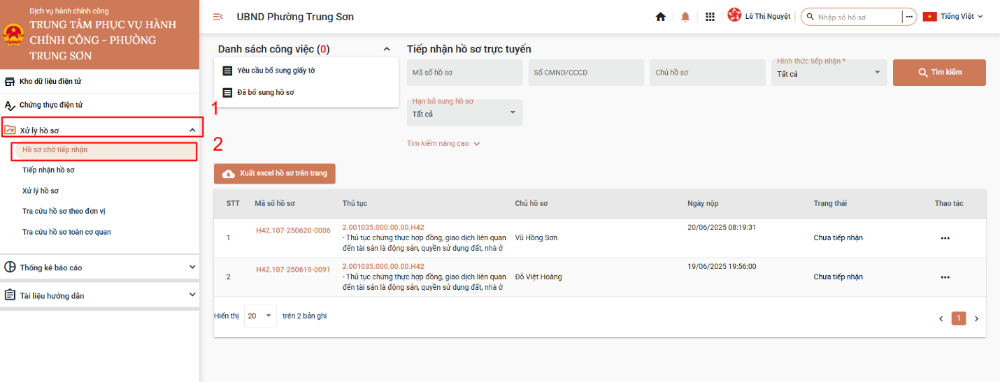 Dịch vụ hành chính công
TRUNG TÂM PHỤC VỤ HÀNH
CHÍNH CÔNG - PHƯỜNG
TRUNG SƠN
UBND Phường Trung Sơn
Lê Thị Nguyệt
Nhập số hồ sơ
Tiếng Việt
Kho dữ liệu điện tử
Chứng thực điện tử
1
Xử lý hồ sơ
2
Hồ sơ chờ tiếp nhận
Tiếp nhận hồ sơ
Xử lý hồ sơ
Tra cứu hồ sơ theo đơn vị
Tra cứu hồ sơ toàn cơ quan
Thống kê báo cáo
Tài liệu hướng dẫn
Danh sách công việc (0)
Yêu cầu bổ sung giấy tờ
Đã bổ sung hồ sơ
Tiếp nhận hồ sơ trực tuyến
Mã số hồ sơ
Số CMND/CCCD
Chủ hồ sơ
Hình thức tiếp nhận *
Tất cả
Tìm kiếm
Hạn bổ sung hồ sơ
Tất cả
Tìm kiếm nâng cao
Xuất excel hồ sơ trên trang
STT Mã số hồ sơ Thủ tục Chủ hồ sơ Ngày nộp Trạng thái Thao tác
1 H42.107-250620-0006 2.001035.000.00.00.H42 20/06/2025 08:19:31
- Thủ tục chứng thực hợp đồng, giao dịch liên quan Vũ Hồng Sơn Chưa tiếp nhận
đến tài sản là động sản, quyền sử dụng đất, nhà ở
2 H42.107-250619-0091 2.001035.000.00.00.H42 19/06/2025 19:56:00
- Thủ tục chứng thực hợp đồng, giao dịch liên quan Đỗ Việt Hoàng Chưa tiếp nhận
đến tài sản là động sản, quyền sử dụng đất, nhà ở
Hiển thị 20 trên 2 bản ghi
1